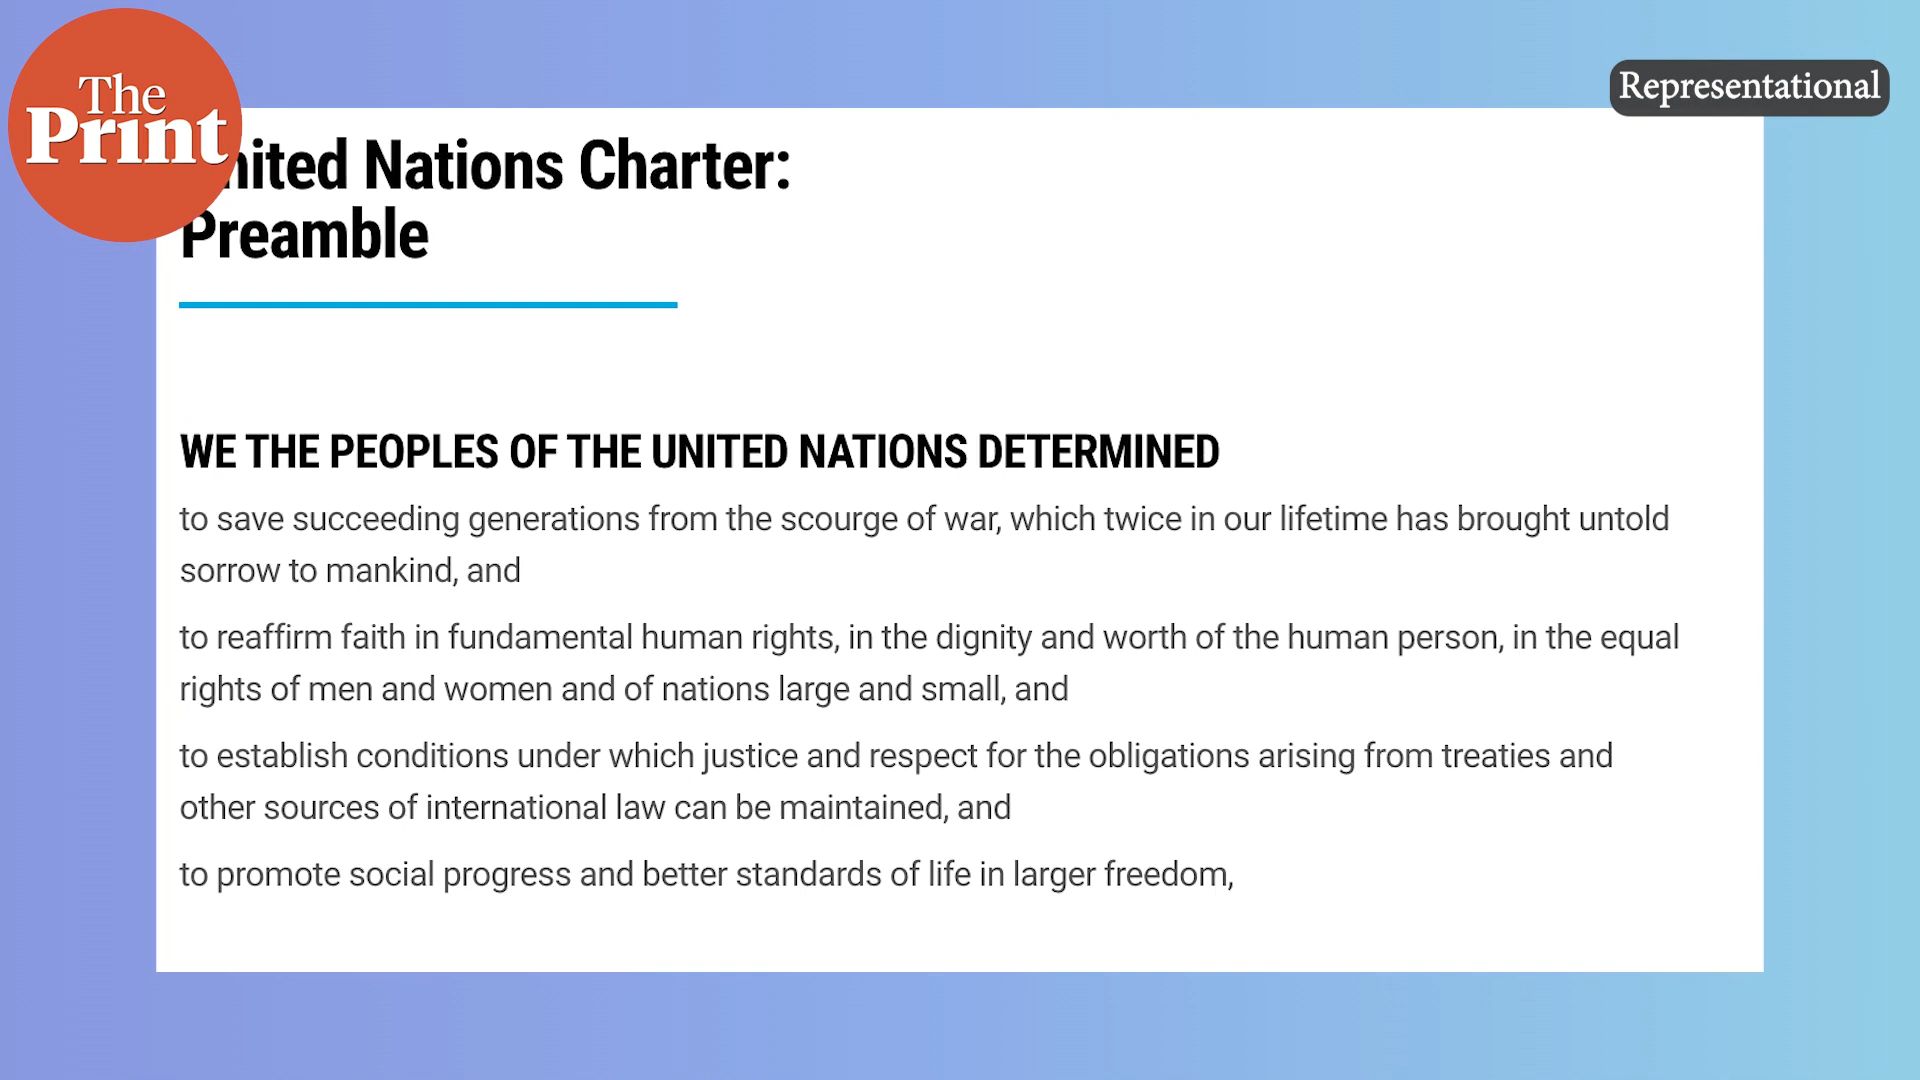 The
Print
Representational
nited Nations Charter:
Preamble
WE THE PEOPLES OF THE UNITED NATIONS DETERMINED
to save succeeding generations from the scourge of war, which twice in our lifetime has brought untold
sorrow to mankind, and
to reaffirm faith in fundamental human rights, in the dignity and worth of the human person, in the equal
rights of men and women and of nations large and small, and
to establish conditions under which justice and respect for the obligations arising from treaties and
other sources of international law can be maintained, and
to promote social progress and better standards of life in larger freedom,